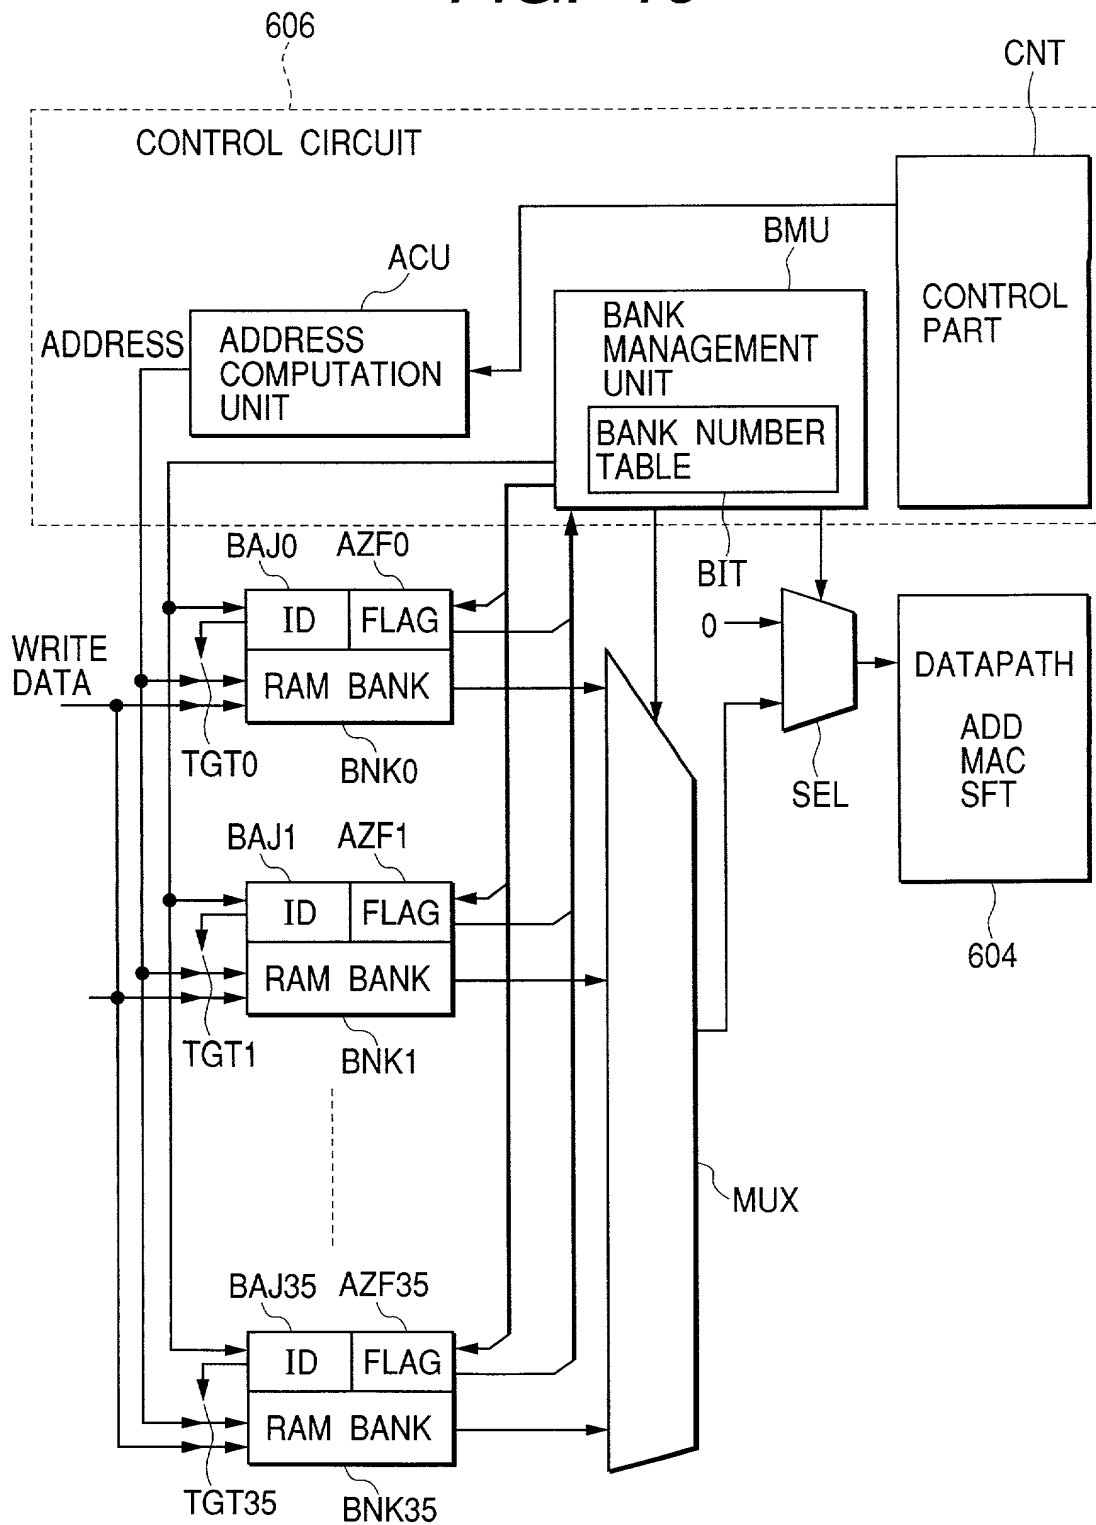 606
CNT
CONTROL CIRCUIT
BMU
ACU
CONTROL
PART
BANK
MANAGEMENT
UNIT
ADDRESS
ADDRESS
COMPUTATION
UNIT
BANK NUMBER
TABLE
BAJ0
AZF0
BIT
ID
FLAG
0
WRITE
DATA
RAM BANK
DATAPATH
ADD
MAC
SFT
TGT0
BNK0
SEL
BAJ1
AZF1
ID
FLAG
604
RAM BANK
TGT1
BNK1
MUX
BAJ35
AZF35
ID
FLAG
RAM BANK
TGT35
BNK35